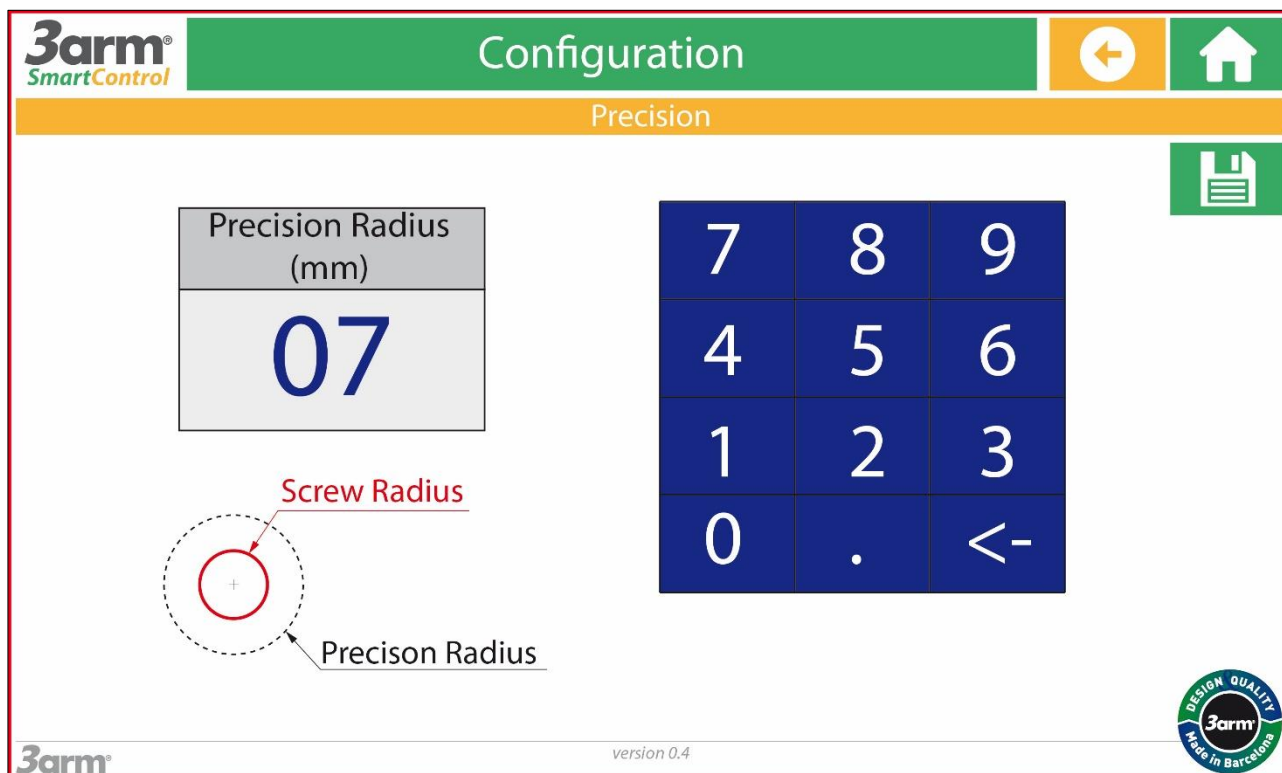 3arm®
SmartControl
Configuration
Precision
Precision Radius
(mm)
07
7 8 9
4 5 6
1 2 3
0 . <-
Screw Radius
Precison Radius
version 0.4
3arm®
DESIGN & QUALITY
3arm®
Made in Barcelona